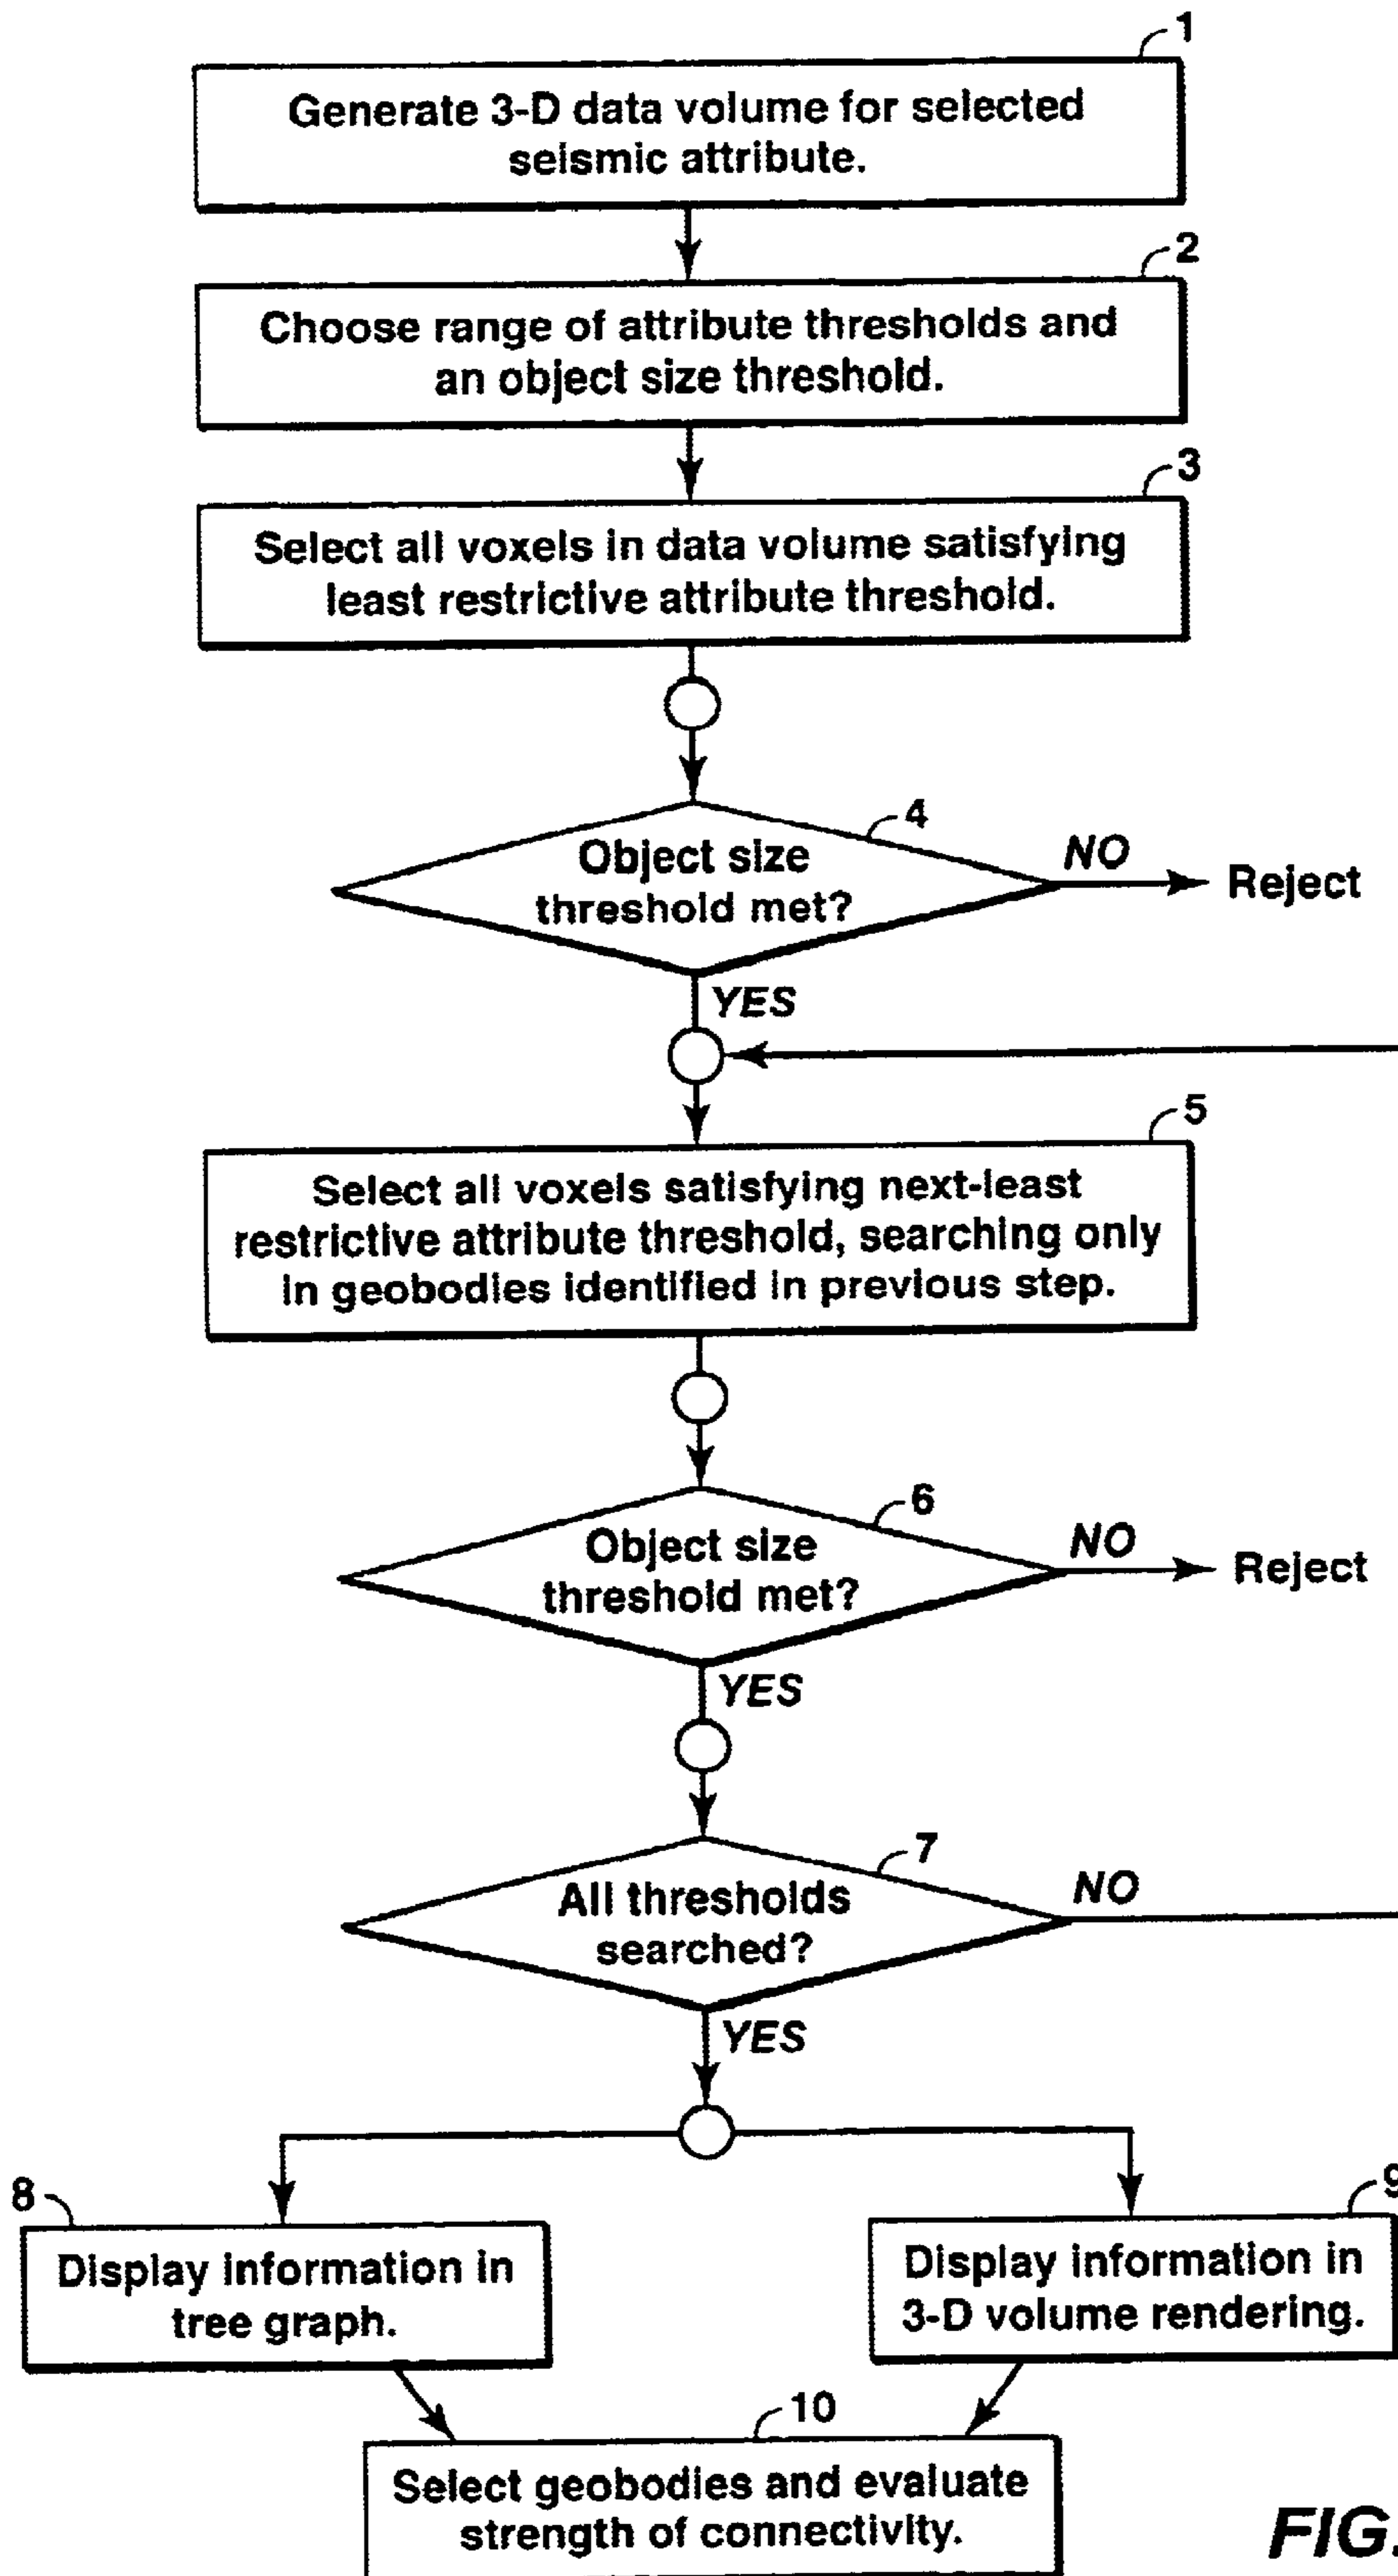 1
Generate 3-D data volume for selected
seismic attribute.
2
Choose range of attribute thresholds and
an object size threshold.
3
Select all voxels in data volume satisfying
least restrictive attribute threshold.
4
Object size
threshold met?
NO
Reject
YES
5
Select all voxels satisfying next-least
restrictive attribute threshold, searching only
in geobodies identified in previous step.
6
Object size
threshold met?
NO
Reject
YES
7
All thresholds
searched?
NO
YES
8
Display information in
tree graph.
9
Display information in
3-D volume rendering.
10
Select geobodies and evaluate
strength of connectivity.
FIG.